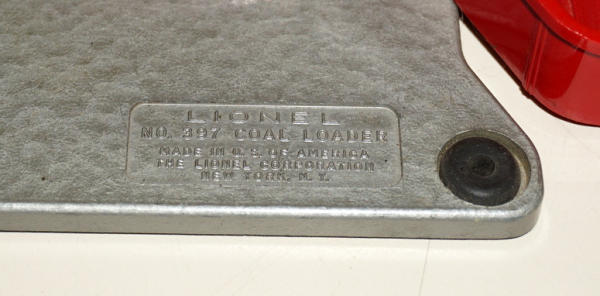 LIONEL
NO. 397 COAL LOADER
MADE IN U. S. OF AMERICA
THE LIONEL CORPORATION
NEW YORK, N. Y.